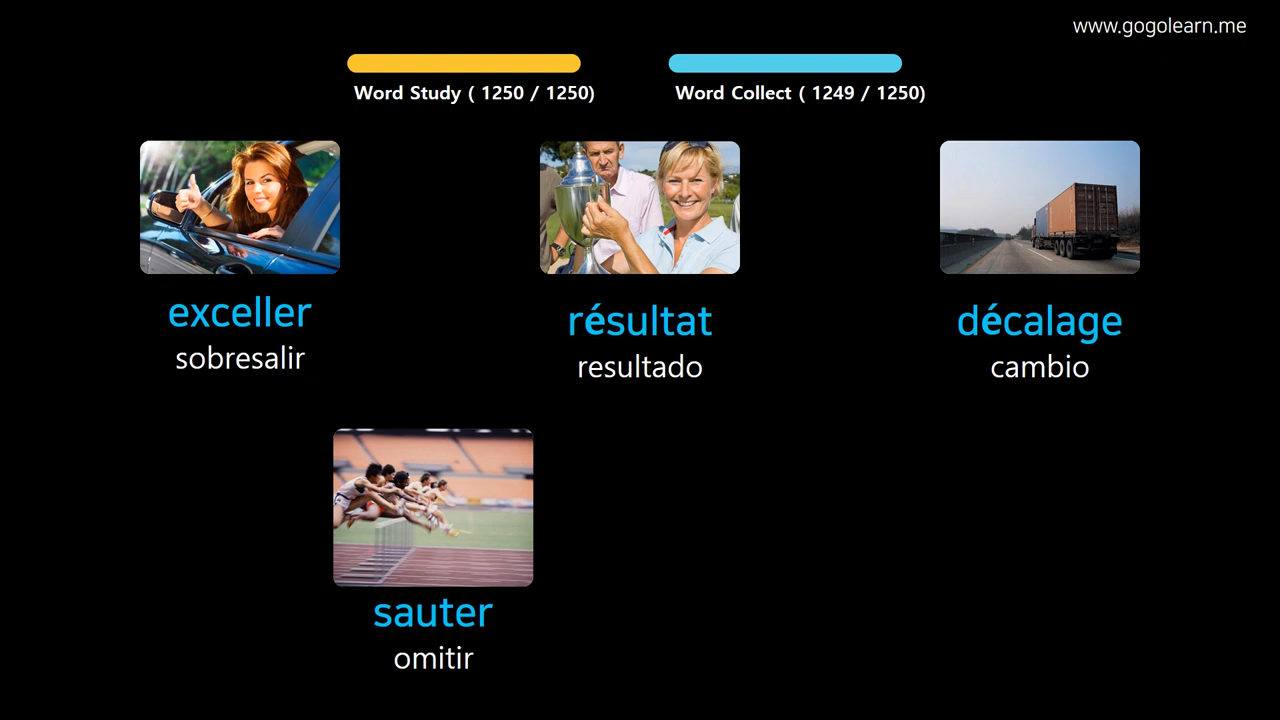 www.gogolearn.me
Word Study ( 1250 / 1250)
Word Collect ( 1249 / 1250)
exceller
sobresalir
résultat
resultado
décalage
cambio
sauter
omitir